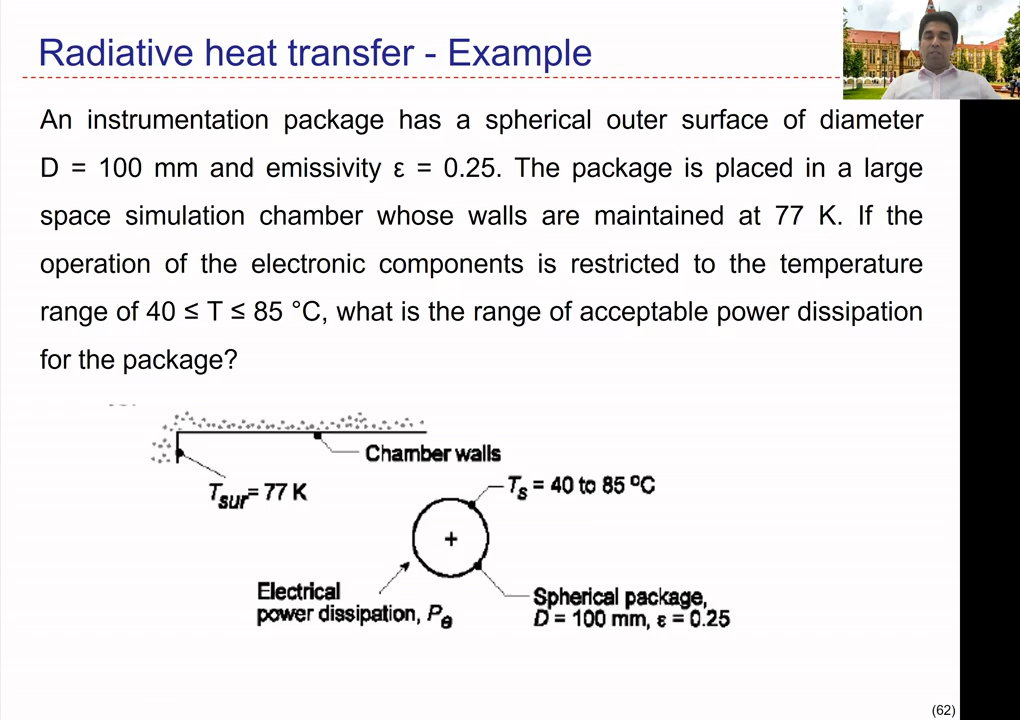 Radiative heat transfer - Example
An instrumentation package has a spherical outer surface of diameter
D = 100 mm and emissivity ε = 0.25. The package is placed in a large
space simulation chamber whose walls are maintained at 77 K. If the
operation of the electronic components is restricted to the temperature
range of 40 ≤ T ≤ 85 °C, what is the range of acceptable power dissipation
for the package?
Chamber walls
Tsur = 77 K
Ts = 40 to 85 °C
Electrical
power dissipation, Pe
Spherical package,
D = 100 mm, ε = 0.25
(62)